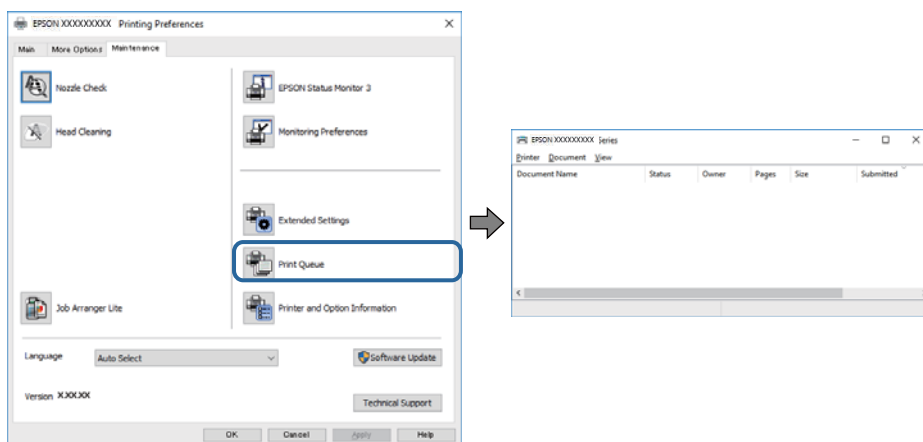 EPSON XXXXXXXXX Printing Preferences
Main More Options Maintenance
Nozzle Check
EPSON Status Monitor 3
Head Cleaning
Monitoring Preferences
Extended Settings
Print Queue
Job Arranger Lite
Printer and Option Information
Language
Auto Select
Software Update
Version X.XX.XX
Technical Support
OK Cancel Apply Help
EPSON XXXXXXXXX Series
Printer Document View
Document Name Status Owner Pages Size Submitted